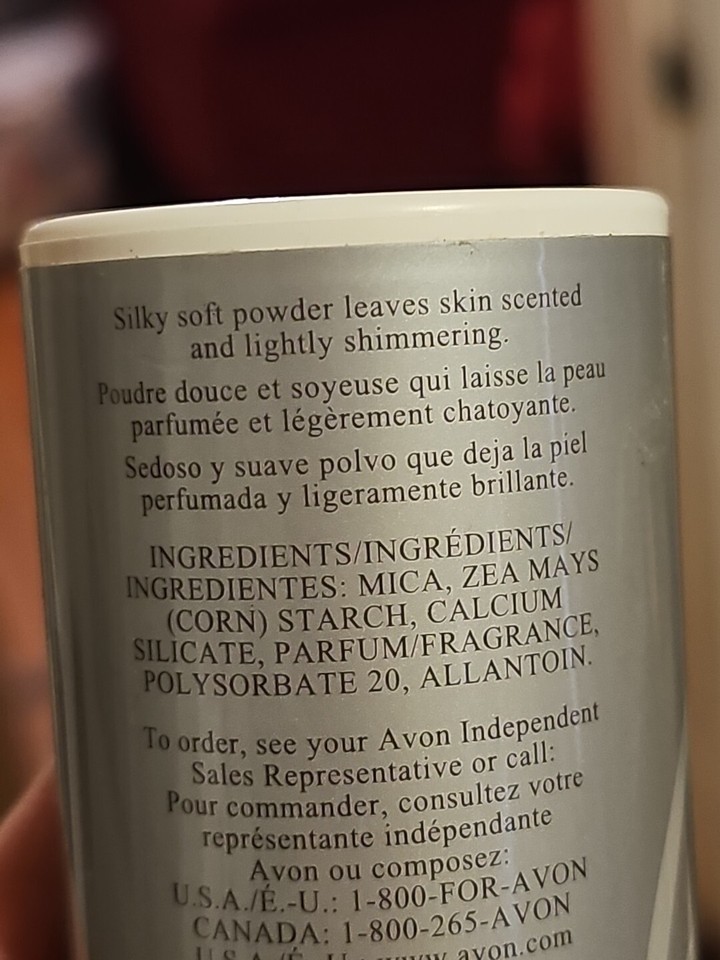 Silky soft powder leaves skin scented
and lightly shimmering.
Poudre douce et soyeuse qui laisse la peau
parfumée et légèrement chatoyante.
Sedoso y suave polvo que deja la piel
perfumada y ligeramente brillante.
INGREDIENTS/INGRÉDIENTS/
INGREDIENTES: MICA, ZEA MAYS
(CORN) STARCH, CALCIUM
SILICATE, PARFUM/FRAGRANCE,
POLYSORBATE 20, ALLANTOIN.
To order, see your Avon Independent
Sales Representative or call:
Pour commander, consultez votre
représentante indépendante
Avon ou composez:
U.S.A./É.-U.: 1-800-FOR-AVON
CANADA: 1-800-265-AVON
www.avon.com